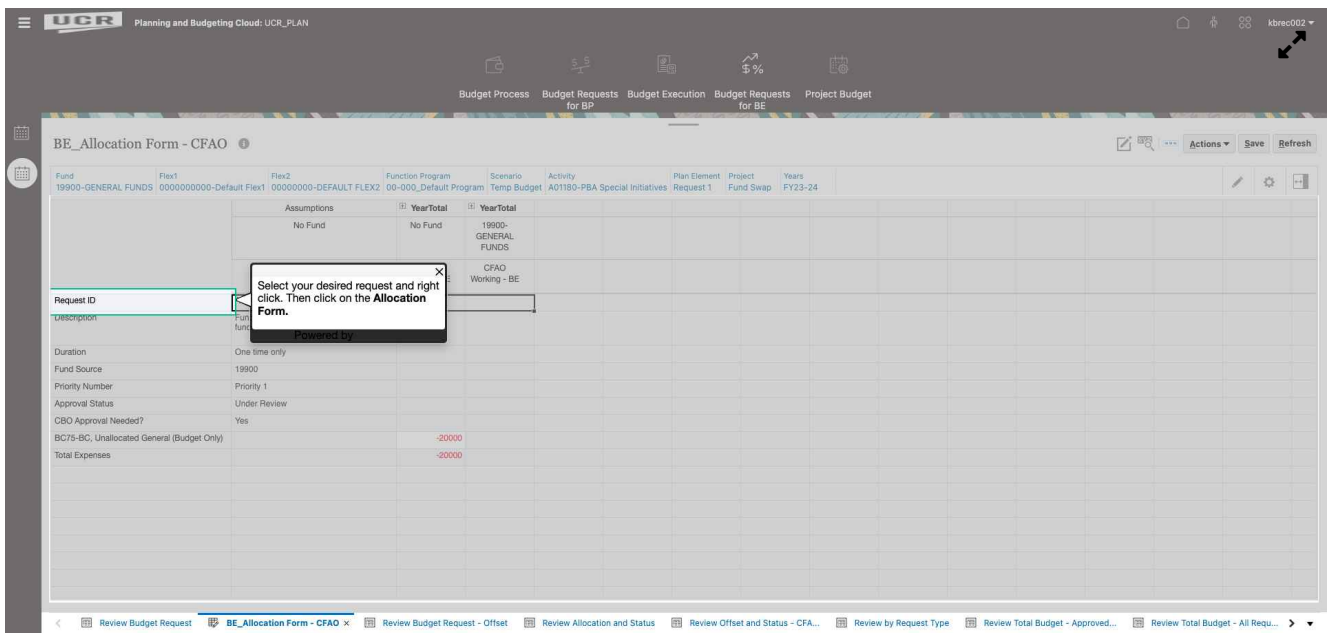 UCR Planning and Budgeting Cloud: UCR_PLAN kbrec002
Budget Process Budget Requests for BP Budget Execution Budget Requests for BE Project Budget
BE_Allocation Form - CFAO
Actions Save Refresh
Fund Flex1 Flex2 Function Program Scenario Activity Plan Element Project Years
19900-GENERAL FUNDS 0000000000-Default Flex1 00000000-DEFAULT FLEX2 00-000_Default Program Temp Budget A01180-PBA Special Initiatives Request 1 Fund Swap FY23-24
Assumptions YearTotal YearTotal
No Fund No Fund 19900-
GENERAL
FUNDS
CFAO
Working - BE
Select your desired request and right
click. Then click on the Allocation
Form.
Powered by
Request ID
Description
Duration One time only
Fund Source 19900
Priority Number Priority 1
Approval Status Under Review
CBO Approval Needed? Yes
BC75-BC, Unallocated General (Budget Only) -20000
Total Expenses -20000
Review Budget Request BE_Allocation Form - CFAO × Review Budget Request - Offset Review Allocation and Status Review Offset and Status - CFA... Review by Request Type Review Total Budget - Approved... Review Total Budget - All Requ...